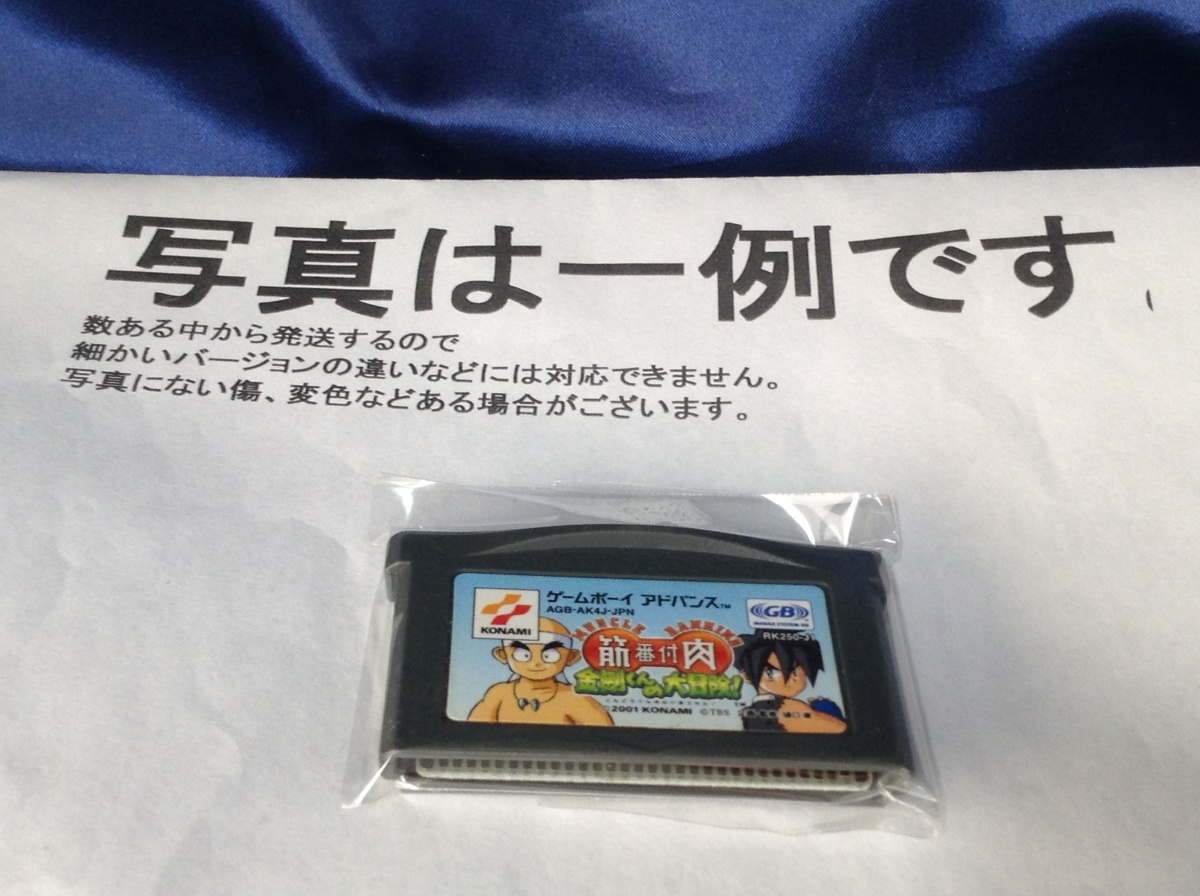 写真は一例です
数ある中から発送するので
細かいバージョンの違いなどには対応できません。
写真にない傷、変色などある場合がございます。
KONAMI
ゲームボーイ アドバンス™
AGB-AK4J-JPN
GB
RK250-J1
MUSCLE RANKING
筋肉番付
金剛くんの大冒険!
©2001 KONAMI ©TBS